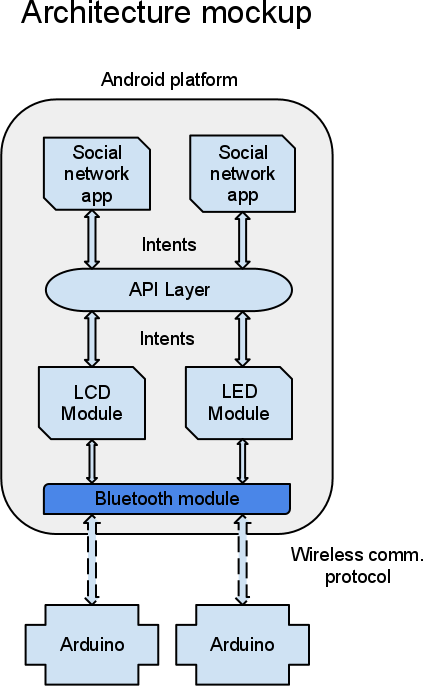 Architecture mockup
Android platform
Social
network
app
Social
network
app
Intents
API Layer
Intents
LCD
Module
LED
Module
Bluetooth module
Wireless comm.
protocol
Arduino
Arduino